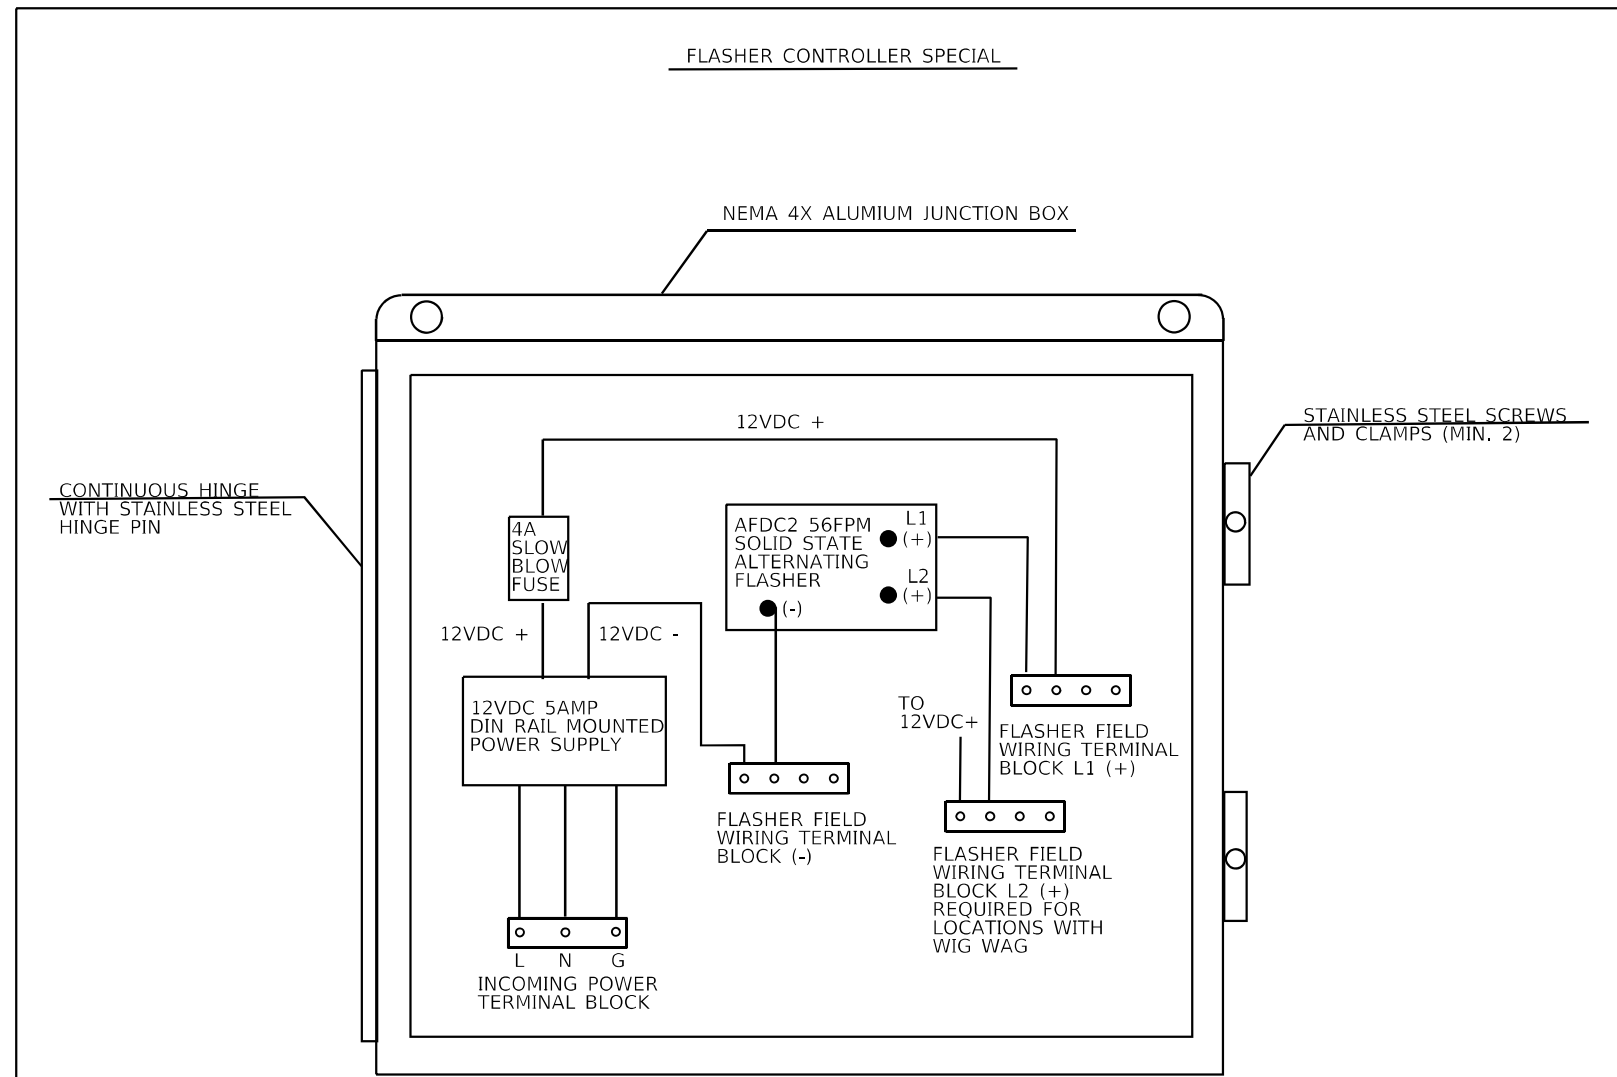 FLASHER CONTROLLER SPECIAL
NEMA 4X ALUMIUM JUNCTION BOX
12VDC +
STAINLESS STEEL SCREWS
AND CLAMPS (MIN. 2)
CONTINUOUS HINGE
WITH STAINLESS STEEL
HINGE PIN
4A
SLOW
BLOW
FUSE
AFDC2 56FPM
SOLID STATE
ALTERNATING
FLASHER
L1
(+)
L2
(+)
(-)
12VDC +
12VDC -
12VDC 5AMP
DIN RAIL MOUNTED
POWER SUPPLY
TO
12VDC+
FLASHER FIELD
WIRING TERMINAL
BLOCK L1 (+)
FLASHER FIELD
WIRING TERMINAL
BLOCK (-)
FLASHER FIELD
WIRING TERMINAL
BLOCK L2 (+)
REQUIRED FOR
LOCATIONS WITH
WIG WAG
L N G
INCOMING POWER
TERMINAL BLOCK